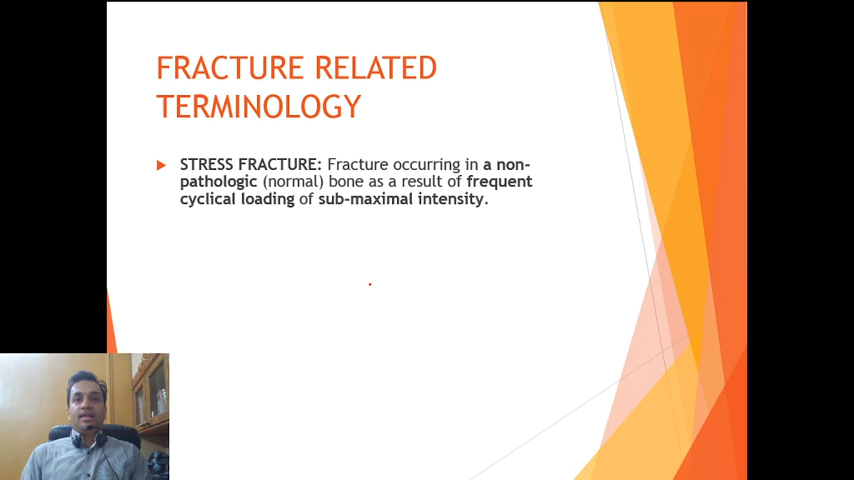 FRACTURE RELATED
TERMINOLOGY
STRESS FRACTURE: Fracture occurring in a non-
pathologic (normal) bone as a result of frequent
cyclical loading of sub-maximal intensity.